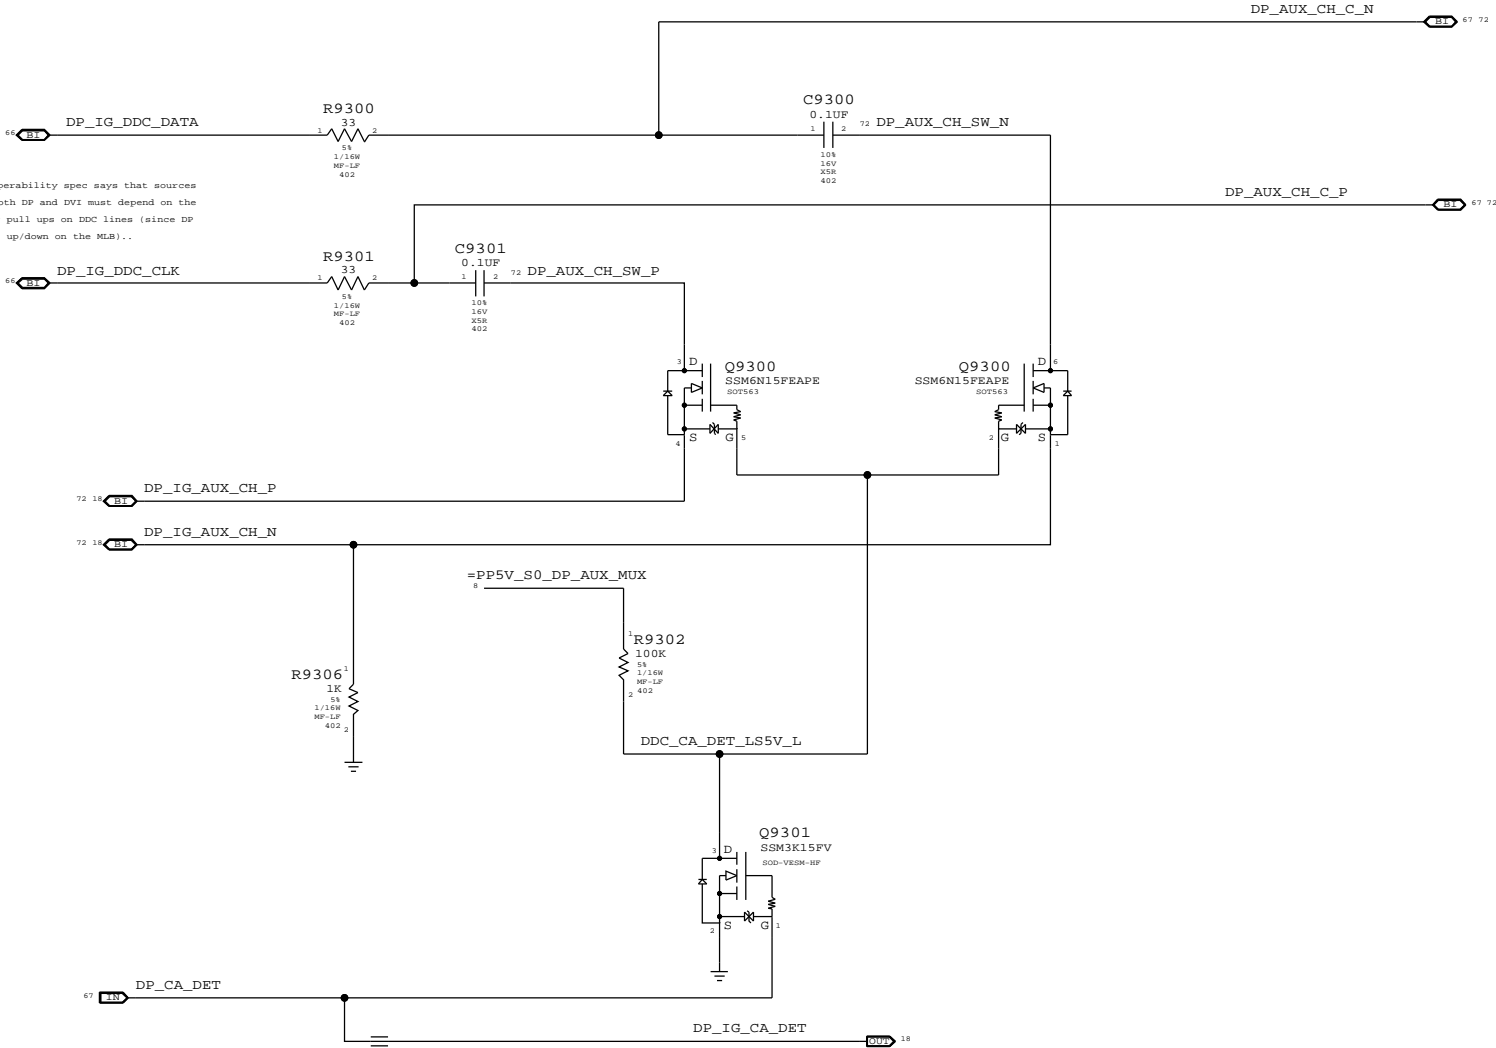 DP_AUX_CH_C_N
BI
67 72
R9300
33
1
2
5%
1/16W
MF-LF
402
66
BI
DP_IG_DDC_DATA
C9300
0.1UF
1
2
10%
16V
X5R
402
72
DP_AUX_CH_SW_N
perability spec says that sources
oth DP and DVI must depend on the
pull ups on DDC lines (since DP
up/down on the MLB)..
DP_AUX_CH_C_P
BI
67 72
66
BI
DP_IG_DDC_CLK
R9301
33
1
2
5%
1/16W
MF-LF
402
C9301
0.1UF
1
2
10%
16V
X5R
402
72
DP_AUX_CH_SW_P
3
D
Q9300
SSM6N15FEAPE
SOT563
S
G
5
4
Q9300
SSM6N15FEAPE
SOT563
D
6
2
G
S
1
72 18
BI
DP_IG_AUX_CH_P
72 18
BI
DP_IG_AUX_CH_N
=PP5V_S0_DP_AUX_MUX
8
1
R9302
100K
5%
1/16W
MF-LF
402
2
R9306
1
1K
5%
1/16W
MF-LF
402
2
DDC_CA_DET_LS5V_L
Q9301
SSM3K15FV
SOD-VESM-HF
3
D
S
G
1
2
67
IN
DP_CA_DET
DP_IG_CA_DET
OUT
18